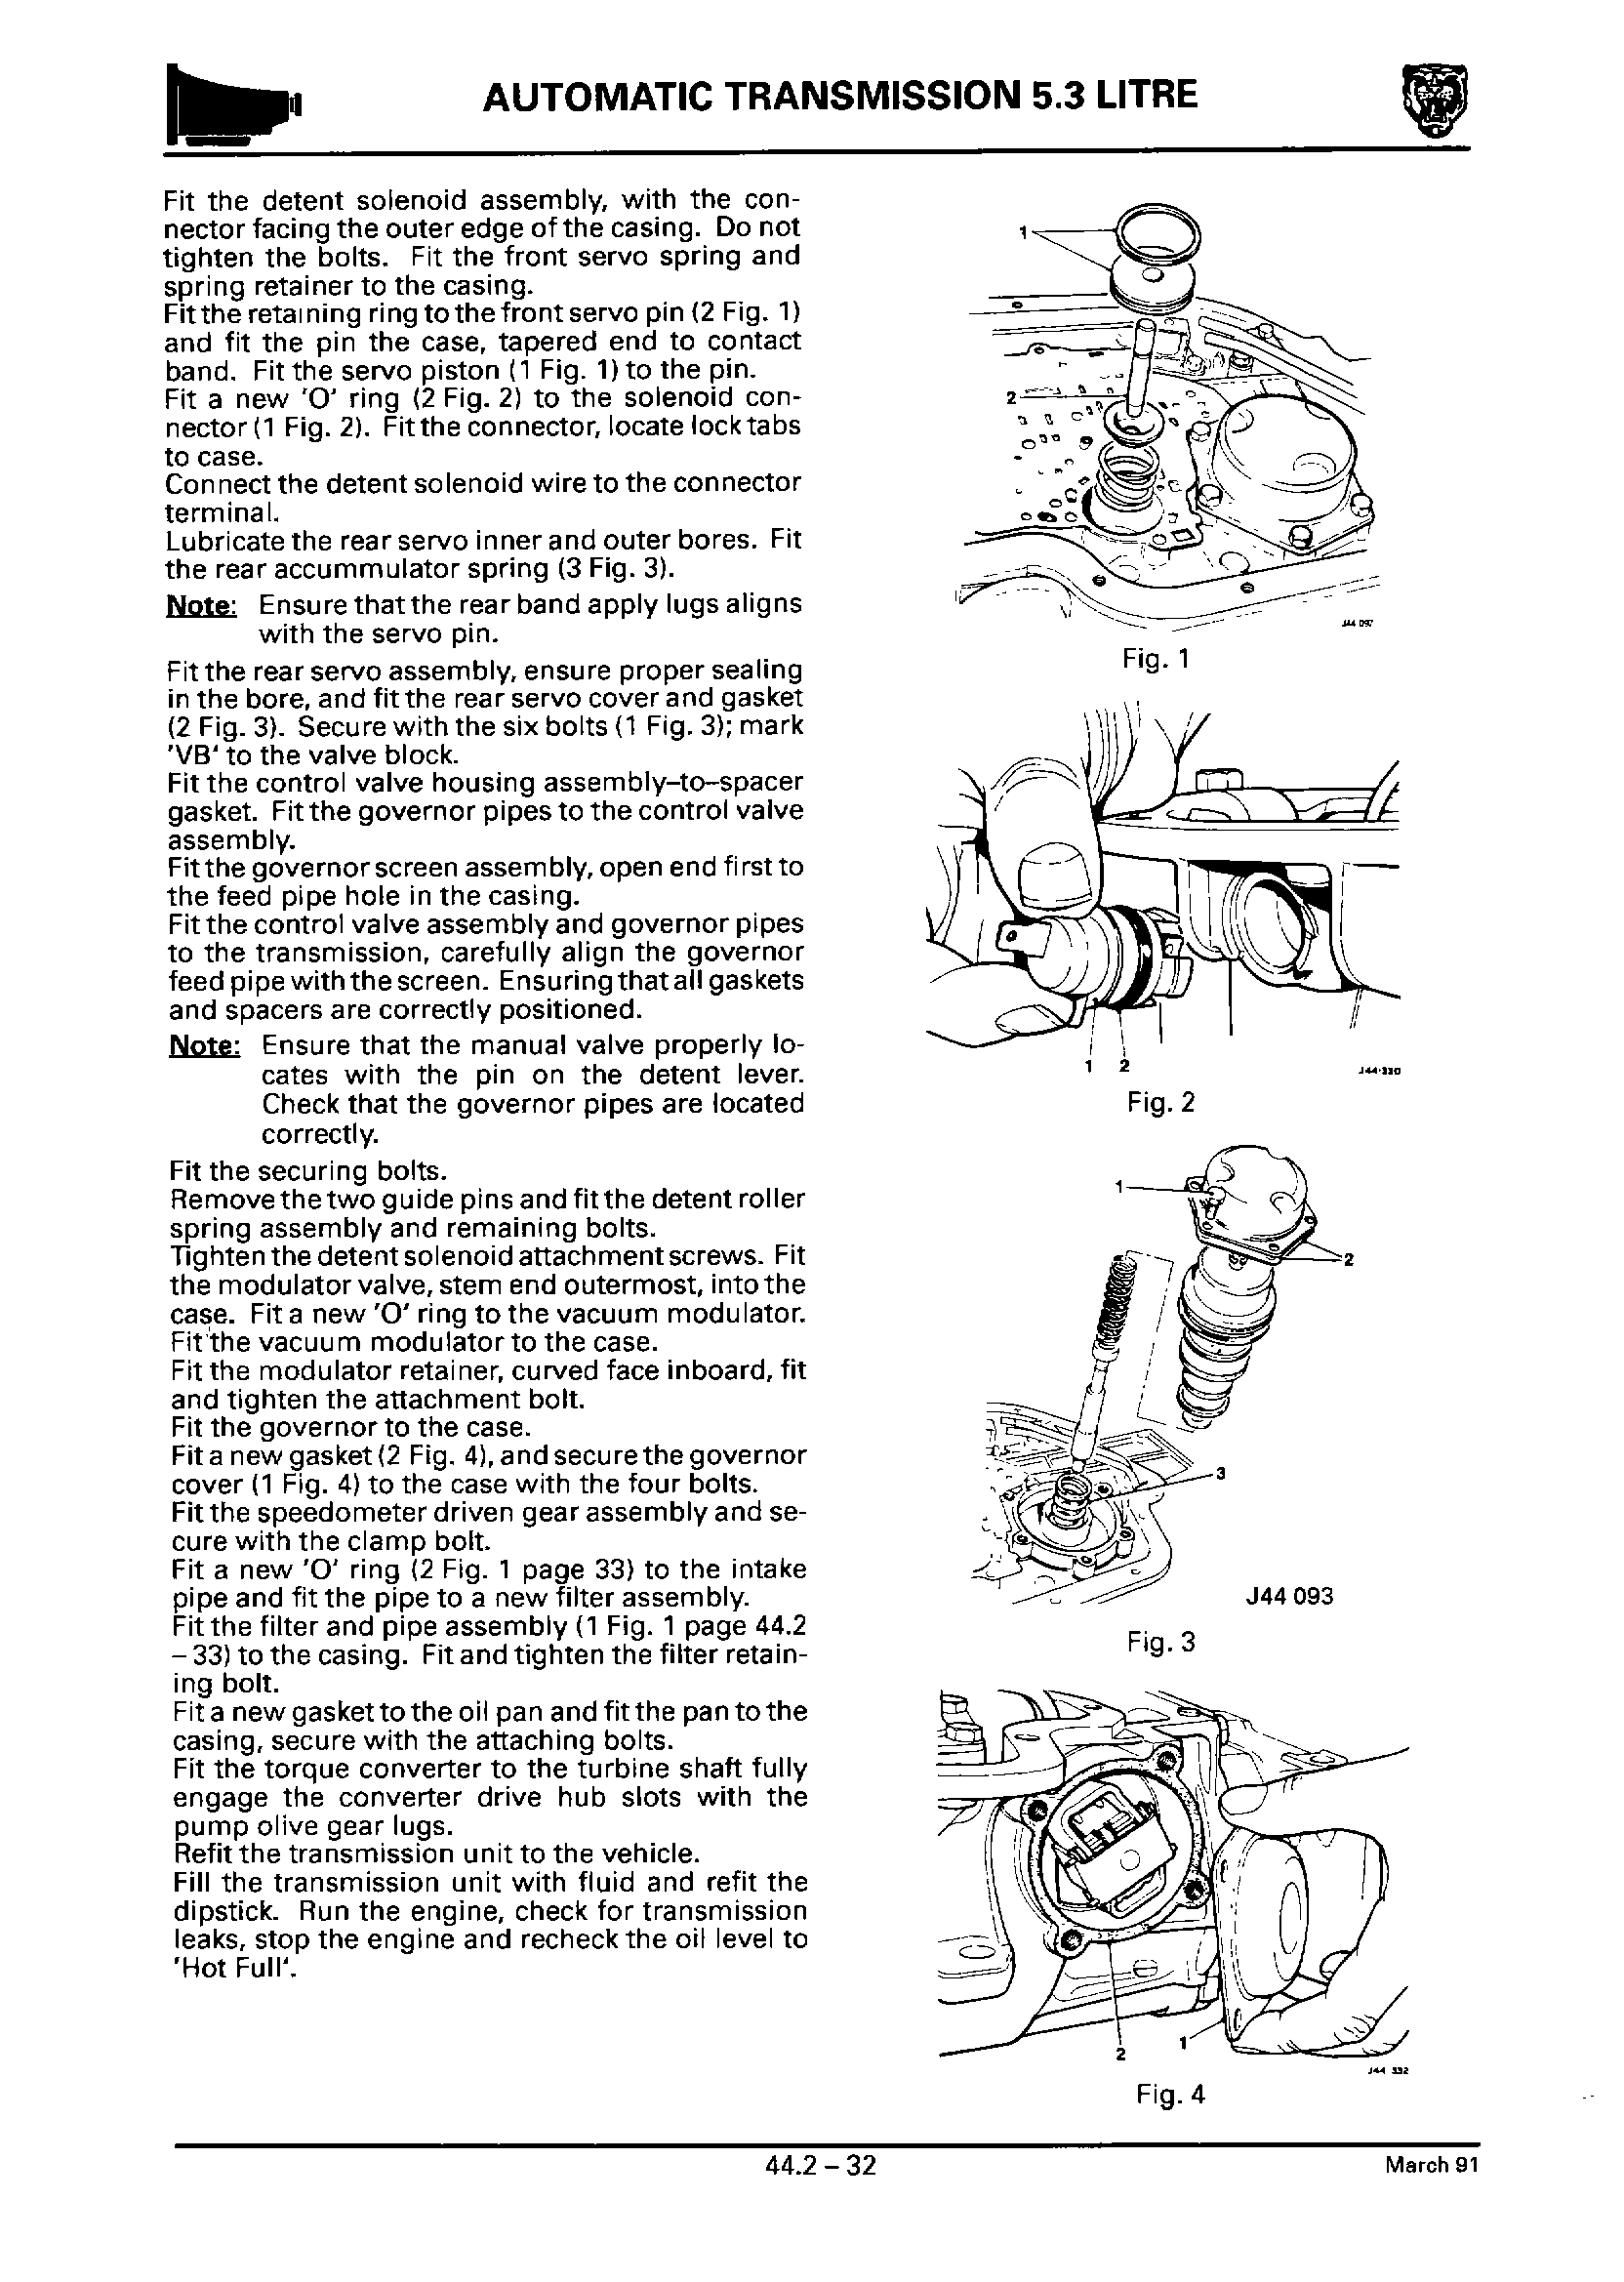 AUTOMATIC TRANSMISSION 5.3 LITRE
Fit the detent solenoid assembly, with the con-
nector facing the outer edge of the casing. Do not
tighten the bolts. Fit the front servo spring and
spring retainer to the casing.
Fit the retaining ring to the front servo pin (2 Fig. 1)
and fit the pin the case, tapered end to contact
band. Fit the servo piston (1 Fig. 1) to the pin.
Fit a new 'O' ring (2 Fig. 2) to the solenoid con-
nector (1 Fig. 2). Fit the connector, locate lock tabs
to case.
Connect the detent solenoid wire to the connector
terminal.
Lubricate the rear servo inner and outer bores. Fit
the rear accummulator spring (3 Fig. 3).
Note: Ensure that the rear band apply lugs aligns
with the servo pin.
Fit the rear servo assembly, ensure proper sealing
in the bore, and fit the rear servo cover and gasket
(2 Fig. 3). Secure with the six bolts (1 Fig. 3); mark
'VB' to the valve block.
Fit the control valve housing assembly–to–spacer
gasket. Fit the governor pipes to the control valve
assembly.
Fit the governor screen assembly, open end first to
the feed pipe hole in the casing.
Fit the control valve assembly and governor pipes
to the transmission, carefully align the governor
feed pipe with the screen. Ensuring that all gaskets
and spacers are correctly positioned.
Note: Ensure that the manual valve properly lo-
cates with the pin on the detent lever.
Check that the governor pipes are located
correctly.
Fit the securing bolts.
Remove the two guide pins and fit the detent roller
spring assembly and remaining bolts.
Tighten the detent solenoid attachment screws. Fit
the modulator valve, stem end outermost, into the
case. Fit a new 'O' ring to the vacuum modulator.
Fit the vacuum modulator to the case.
Fit the modulator retainer, curved face inboard, fit
and tighten the attachment bolt.
Fit the governor to the case.
Fit a new gasket (2 Fig. 4), and secure the governor
cover (1 Fig. 4) to the case with the four bolts.
Fit the speedometer driven gear assembly and se-
cure with the clamp bolt.
Fit a new 'O' ring (2 Fig. 1 page 33) to the intake
pipe and fit the pipe to a new filter assembly.
Fit the filter and pipe assembly (1 Fig. 1 page 44.2
– 33) to the casing. Fit and tighten the filter retain-
ing bolt.
Fit a new gasket to the oil pan and fit the pan to the
casing, secure with the attaching bolts.
Fit the torque converter to the turbine shaft fully
engage the converter drive hub slots with the
pump olive gear lugs.
Refit the transmission unit to the vehicle.
Fill the transmission unit with fluid and refit the
dipstick. Run the engine, check for transmission
leaks, stop the engine and recheck the oil level to
'Hot Full'.
1
2
J44 097
Fig. 1
1 2
J44-330
Fig. 2
1
2
3
J44 093
Fig. 3
2
1
J44 332
Fig. 4
44.2 – 32
March 91